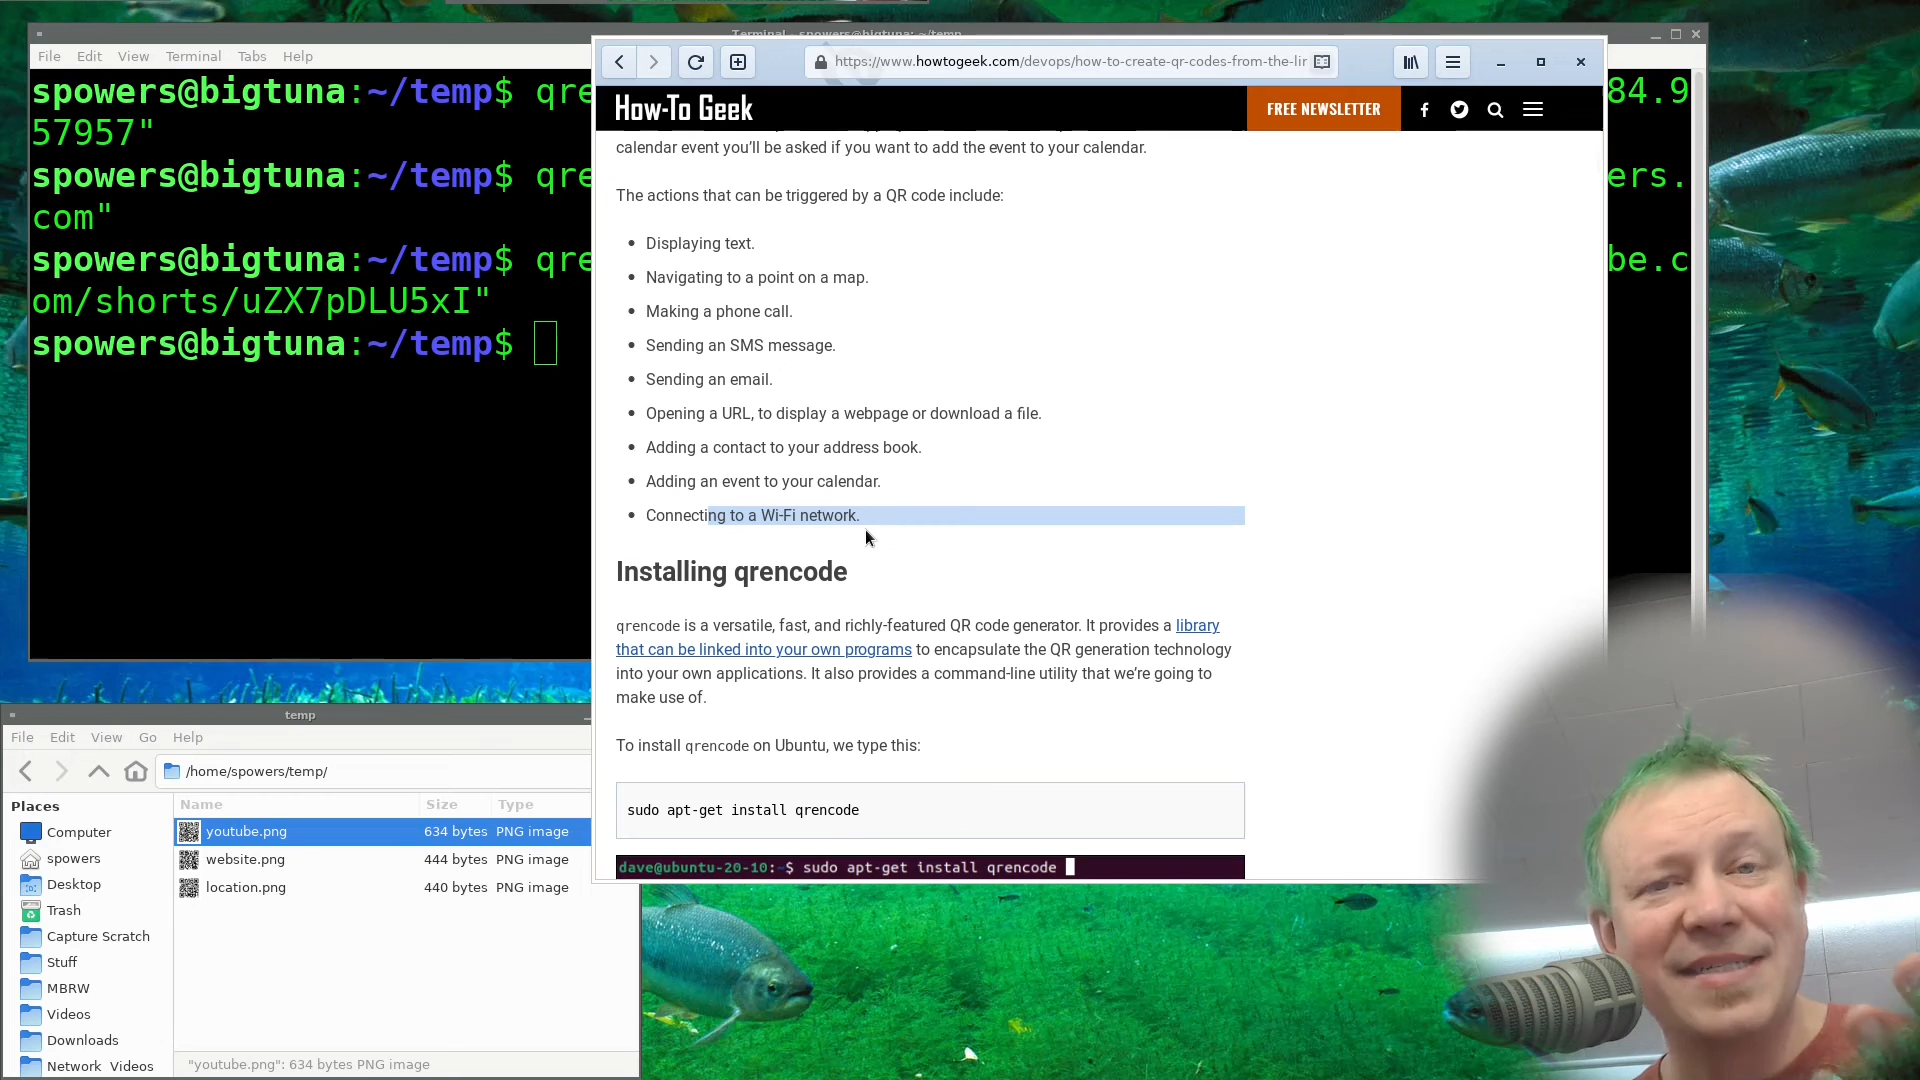 Terminal - spowers@bigtuna:~/temp
File Edit View Terminal Tabs Help
spowers@bigtuna:~/temp$ qre
84.9
57957"
spowers@bigtuna:~/temp$ qre
ers.
com"
spowers@bigtuna:~/temp$ qre
be.c
om/shorts/uZX7pDLU5xI"
spowers@bigtuna:~/temp$
https://www.howtogeek.com/devops/how-to-create-qr-codes-from-the-lir
How-To Geek
FREE NEWSLETTER
calendar event you’ll be asked if you want to add the event to your calendar.
The actions that can be triggered by a QR code include:
• Displaying text.
• Navigating to a point on a map.
• Making a phone call.
• Sending an SMS message.
• Sending an email.
• Opening a URL, to display a webpage or download a file.
• Adding a contact to your address book.
• Adding an event to your calendar.
• Connecting to a Wi-Fi network.
Installing qrencode
qrencode is a versatile, fast, and richly-featured QR code generator. It provides a library
that can be linked into your own programs to encapsulate the QR generation technology
into your own applications. It also provides a command-line utility that we’re going to
make use of.
To install qrencode on Ubuntu, we type this:
sudo apt-get install qrencode
dave@ubuntu-20-10:~$ sudo apt-get install qrencode
temp
File Edit View Go Help
/home/spowers/temp/
Places
Computer
spowers
Desktop
Trash
Capture Scratch
Stuff
MBRW
Videos
Downloads
Network Videos
Name Size Type
youtube.png 634 bytes PNG image
website.png 444 bytes PNG image
location.png 440 bytes PNG image
"youtube.png": 634 bytes PNG image